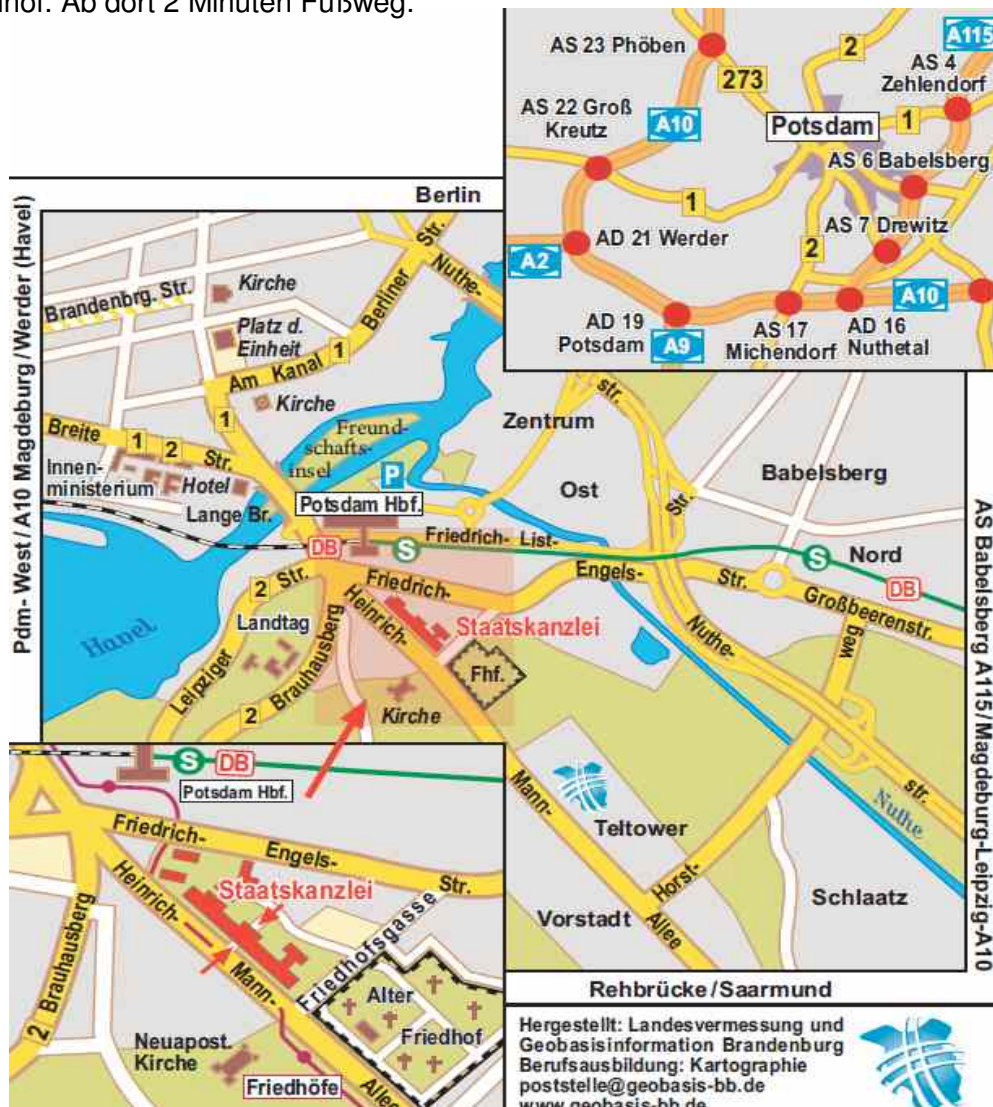 hof. Ab dort 2 Minuten Fußweg.
AS 23 Phöben
2
A115
AS 4
Zehlendorf
273
AS 22 Groß
Kreutz
A10
Potsdam
1
AS 6 Babelsberg
1
AS 7 Drewitz
2
A2
AD 21 Werder
A10
AD 19
Potsdam
A9
AS 17
Michendorf
AD 16
Nuthetal
Berlin
Pdm- West / A10 Magdeburg / Werder (Havel)
AS Babelsberg A115/Magdeburg-Leipzig-A10
Brandenbrg. Str.
Kirche
Berliner
Str.
Nuthe-
str.
Platz d.
Einheit
1
Am Kanal
1
Kirche
Freund-
schafts-
insel
Zentrum
Ost
Babelsberg
Breite
1
2
Str.
Innen-
ministerium
Hotel
Lange Br.
P
Potsdam Hbf.
DB
S
Friedrich- List-
Str.
S
Nord
DB
2
Str.
Friedrich-
Engels-
Str.
Großbeerenstr.
Heinrich-
Landtag
Staatskanzlei
Fhf.
Leipziger
Brauhausberg
2
Kirche
Nuthe-
weg
str.
Mann-
Teltower
Vorstadt
Horst-
Allee
Schlaatz
Nuthe
Rehbrücke/Saarmund
S
DB
Potsdam Hbf.
Friedrich-
Engels-
Str.
Heinrich-
Staatskanzlei
Mann-
Friedhofsgasse
2
Brauhausberg
Alter
Friedhof
Neuapost.
Kirche
Friedhöfe
Allee
Hergestellt: Landesvermessung und
Geobasisinformation Brandenburg
Berufsausbildung: Kartographie
poststelle@geobasis-bb.de
www.geobasis-bb.de